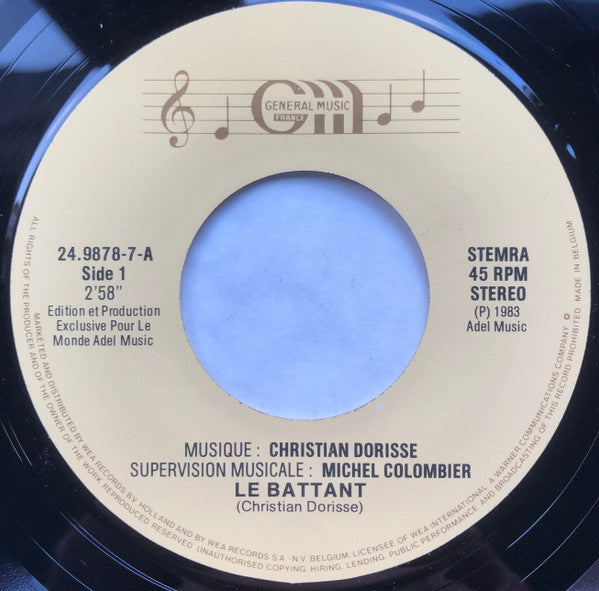 GENERAL MUSIC
FRANCE
GM
24.9878-7-A
Side 1
2'58"
Edition et Production
Exclusive Pour Le
Monde Adel Music
STEMRA
45 RPM
STEREO
(P) 1983
Adel Music
MUSIQUE : CHRISTIAN DORISSE
SUPERVISION MUSICALE : MICHEL COLOMBIER
LE BATTANT
(Christian Dorisse)
ALL RIGHTS OF THE PRODUCER AND OF THE OWNER OF THE WORK REPRODUCED RESERVED UNAUTHORISED COPYING. HIRING. LENDING. PUBLIC PERFORMANCE AND BROADCASTING OF THIS RECORD PROHIBITED MADE IN BELGIUM
MARKETED AND DISTRIBUTED BY WEA RECORDS B.V. HOLLAND AND BY WEA RECORDS S.A.-N.V. BELGIUM. LICENSEE OF WEA INTERNATIONAL A WARNER COMMUNICATIONS COMPANY ©